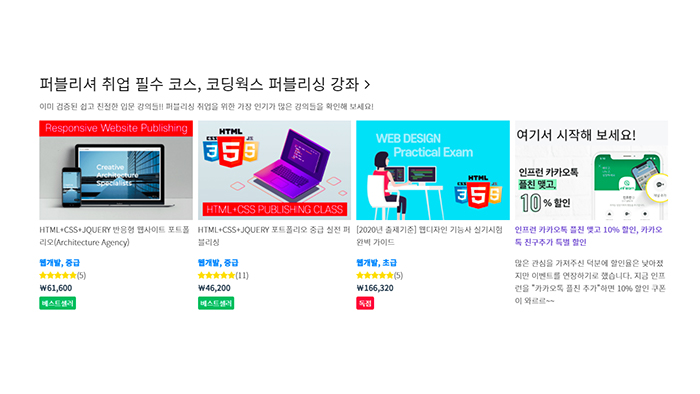 퍼블리셔 취업 필수 코스, 코딩웍스 퍼블리싱 강좌 >
이미 검증된 쉽고 친절한 입문 강의들!! 퍼블리싱 취업을 위한 가장 인기가 많은 강의들을 확인해 보세요!
Responsive Website Publishing
Creative
Architecture
Specialists
HTML+CSS+JQUERY 반응형 웹사이트 포트폴
리오(Architecture Agency)
웹개발, 중급
(5)
₩61,600
베스트셀러
HTML
CSS
JS
3 5 5
HTML+CSS PUBLISHING CLASS
HTML+CSS+JQUERY 포트폴리오 중급 실전 퍼
블리싱
웹개발, 중급
(11)
₩46,200
베스트셀러
WEB DESIGN
Practical Exam
HTML
CSS
JS
3 5 5
[2020년 출제기준] 웹디자인 기능사 실기시험
완벽 가이드
웹개발, 초급
(5)
₩166,320
독점
여기서 시작해 보세요!
인프런 카카오톡
플친 맺고,
10% 할인
인프런 카카오톡 플친 맺고 10% 할인, 카카오
톡 친구추가 특별 할인
많은 관심을 가져주신 덕분에 할인율은 낮아졌
지만 이벤트를 연장하기로 했습니다. 지금 인프
런을 "카카오톡 플친 추가"하면 10% 할인 쿠폰
이 와르르~~